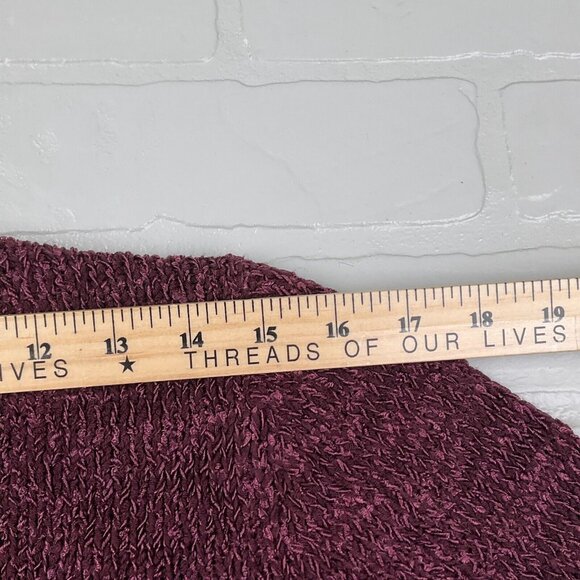 12 13 14 15 16 17 18 19
IVES ★ THREADS OF OUR LIVES